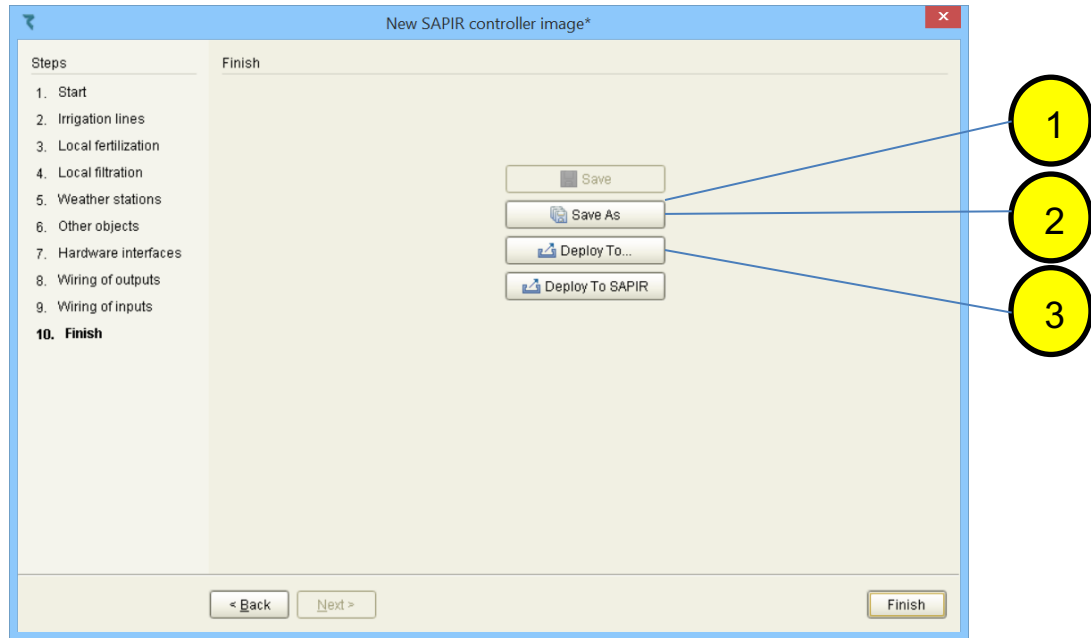 New SAPIR controller image*
Steps
1. Start
2. Irrigation lines
3. Local fertilization
4. Local filtration
5. Weather stations
6. Other objects
7. Hardware interfaces
8. Wiring of outputs
9. Wiring of inputs
10. Finish
Finish
Save
Save As
Deploy To...
Deploy To SAPIR
< Back
Next >
Finish
1
2
3